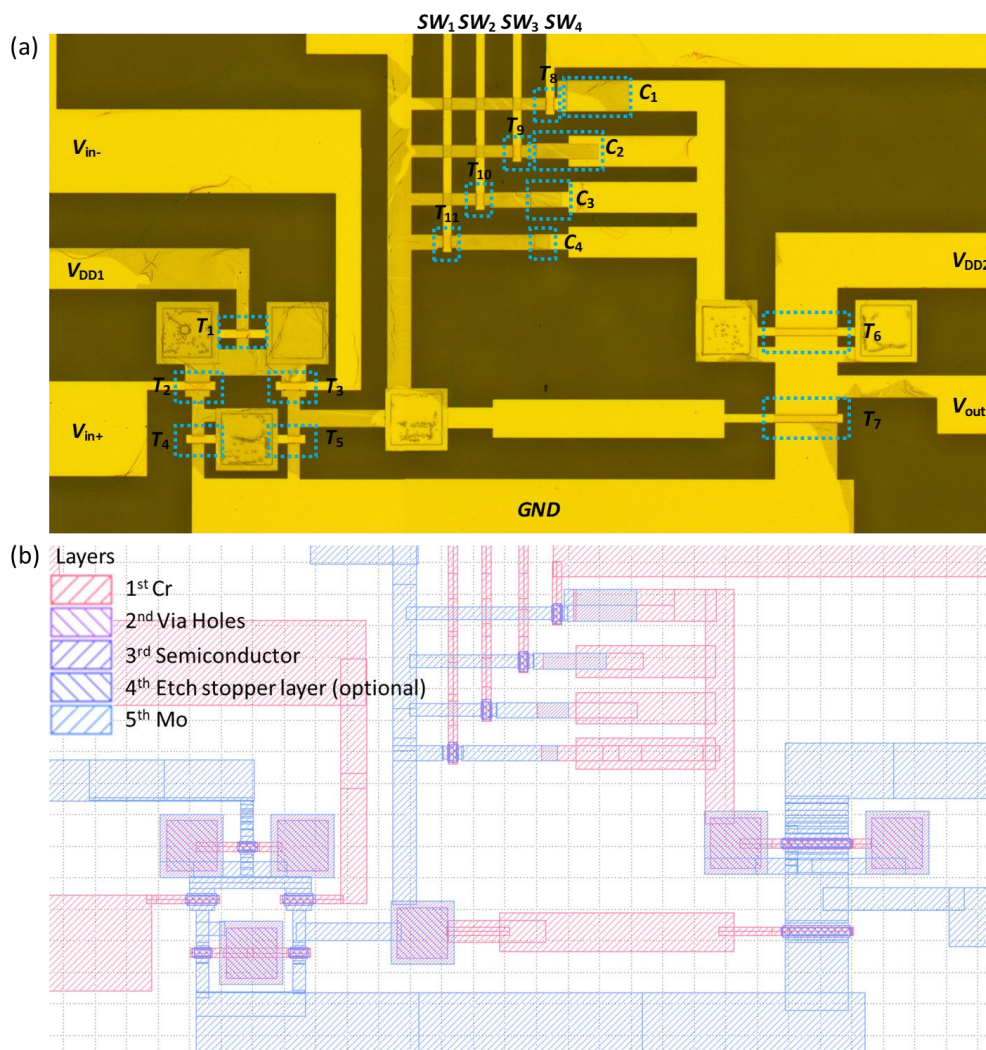 SW1 SW2 SW3 SW4
(a)
T8
C1
T9
C2
Vin-
T10
C3
T11
C4
VDD1
VDD2
T1
T6
T2
T3
Vin+
T4
T5
T7
Vout
GND
(b)
Layers
1st Cr
2nd Via Holes
3rd Semiconductor
4th Etch stopper layer (optional)
5th Mo